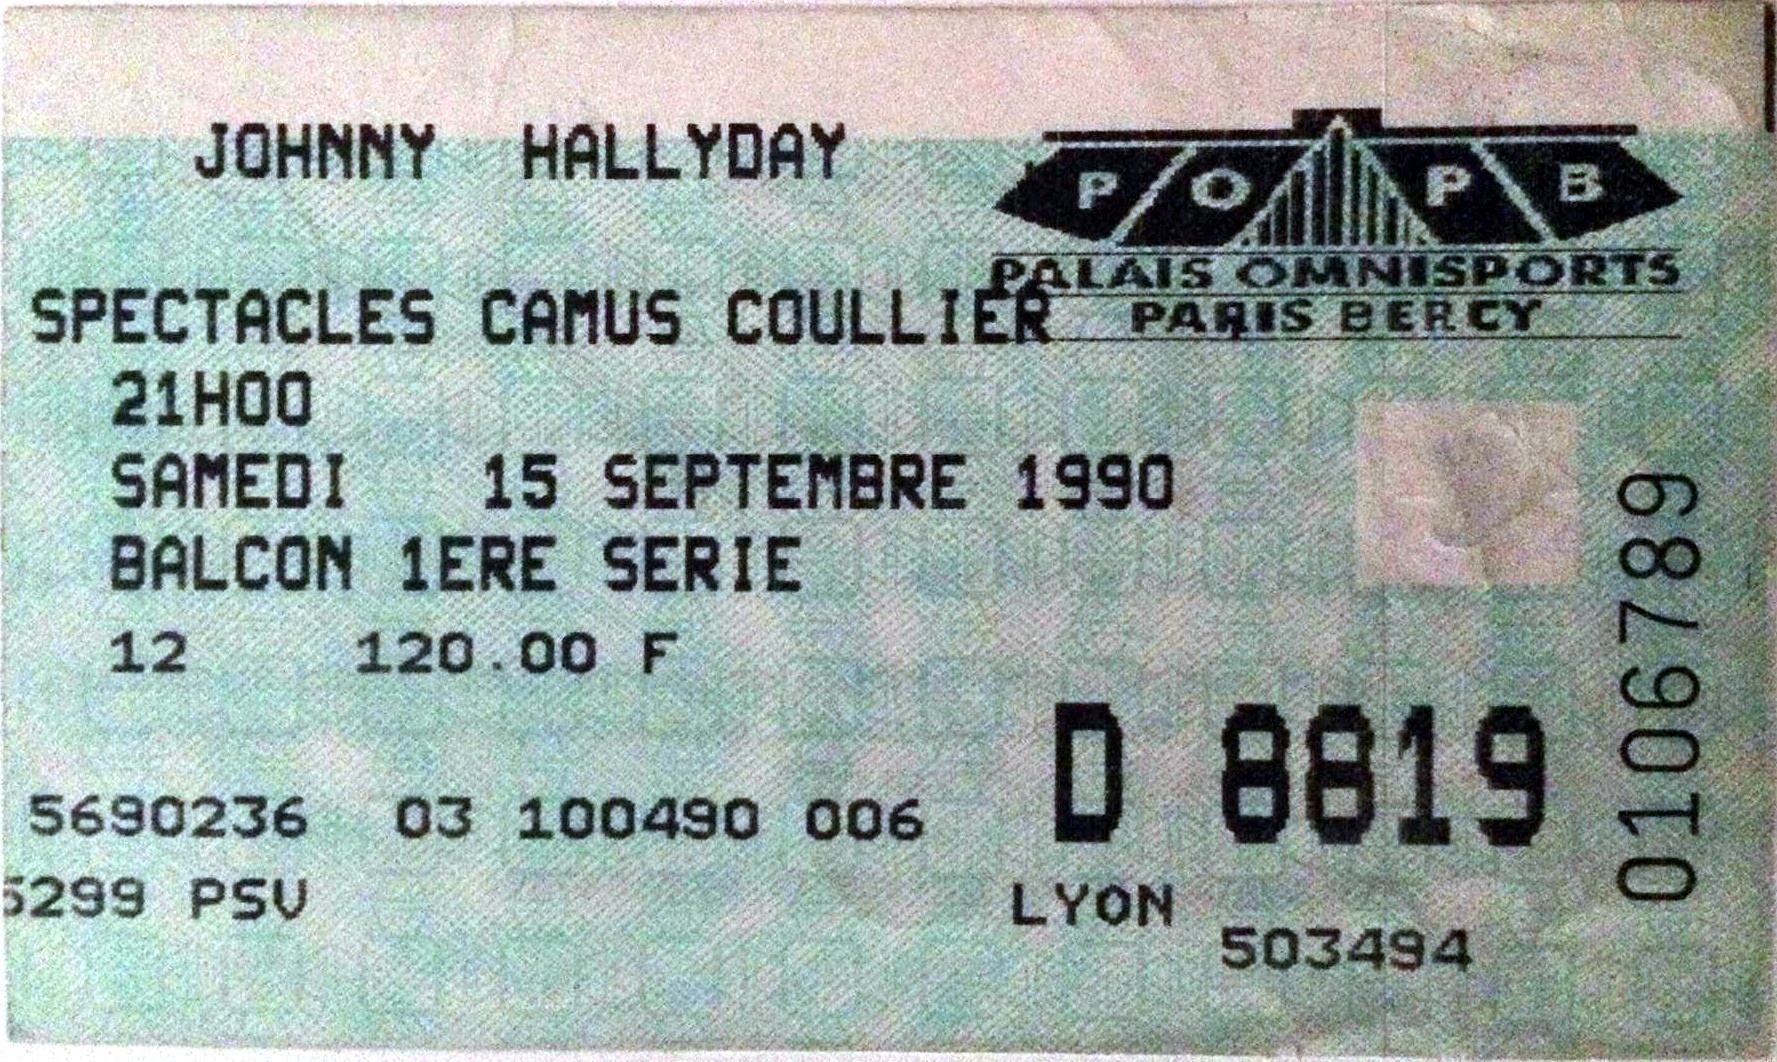 JOHNNY HALLYDAY
P O P B
PALAIS OMNISPORTS
PARIS BERCY
SPECTACLES CAMUS COULLIER
21H00
SAMEDI 15 SEPTEMBRE 1990
BALCON 1ERE SERIE
12 120.00 F
D 8819
5690236 03 100490 006
5299 PSV
LYON
503494
0106789